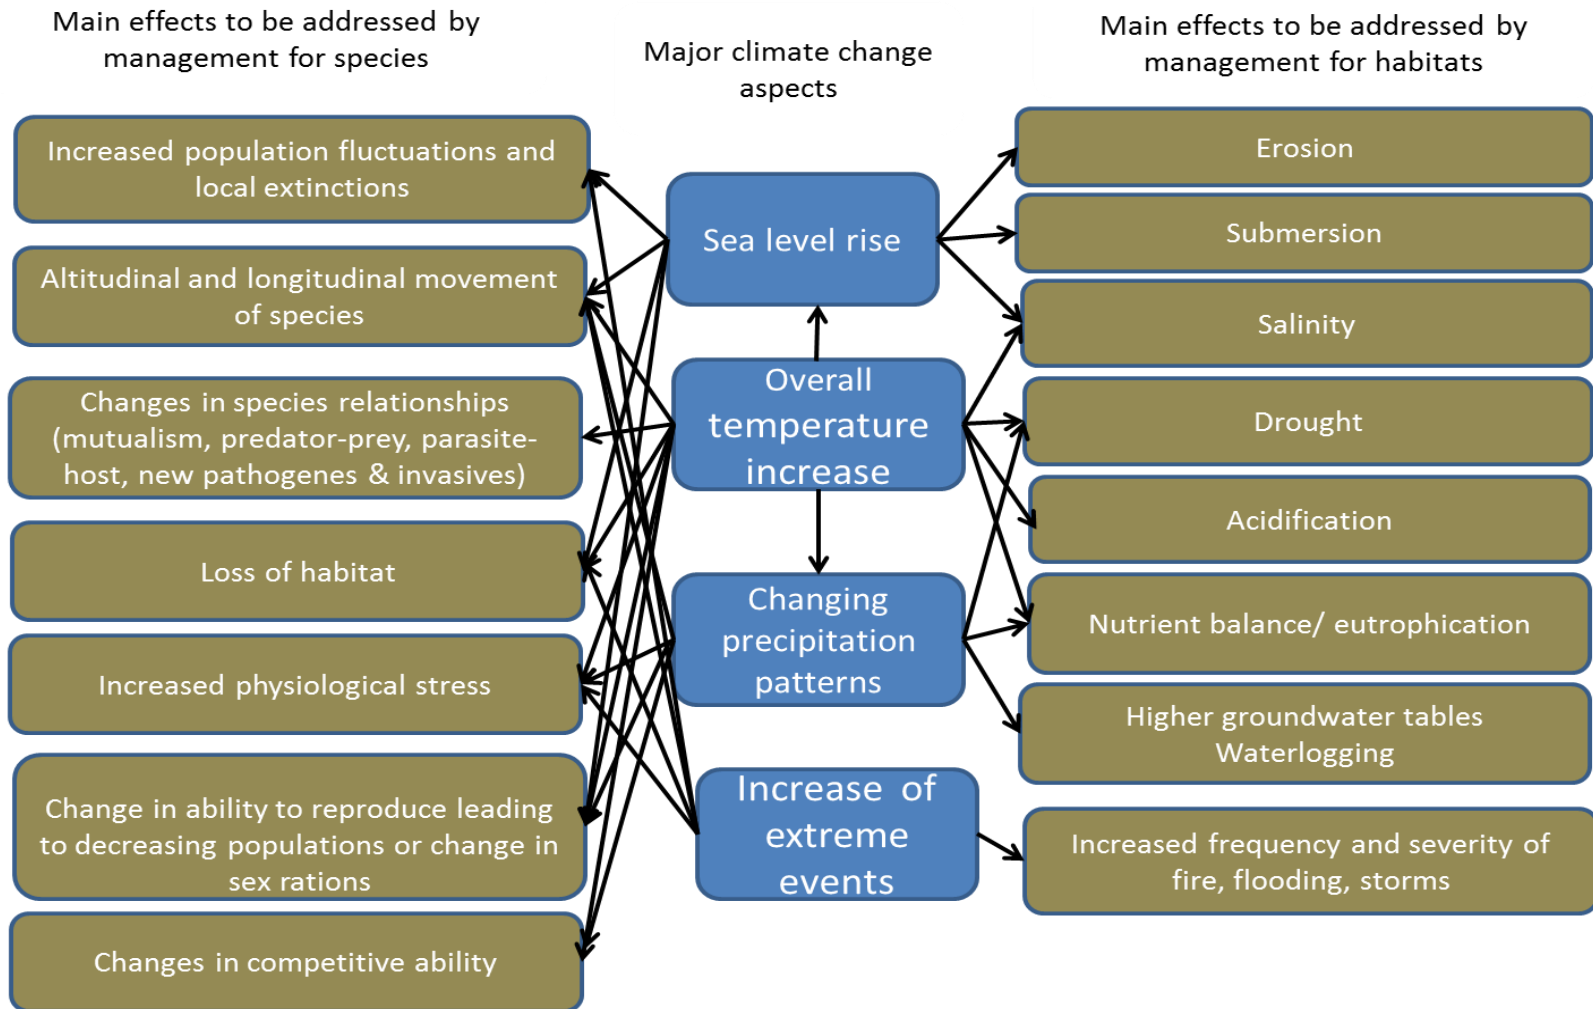 Main effects to be addressed by
management for species
Major climate change
aspects
Main effects to be addressed by
management for habitats
Increased population fluctuations and
local extinctions
Altitudinal and longitudinal movement
of species
Changes in species relationships
(mutualism, predator-prey, parasite-
host, new pathogenes & invasives)
Loss of habitat
Increased physiological stress
Change in ability to reproduce leading
to decreasing populations or change in
sex rations
Changes in competitive ability
Sea level rise
Overall
temperature
increase
Changing
precipitation
patterns
Increase of
extreme
events
Erosion
Submersion
Salinity
Drought
Acidification
Nutrient balance/ eutrophication
Higher groundwater tables
Waterlogging
Increased frequency and severity of
fire, flooding, storms